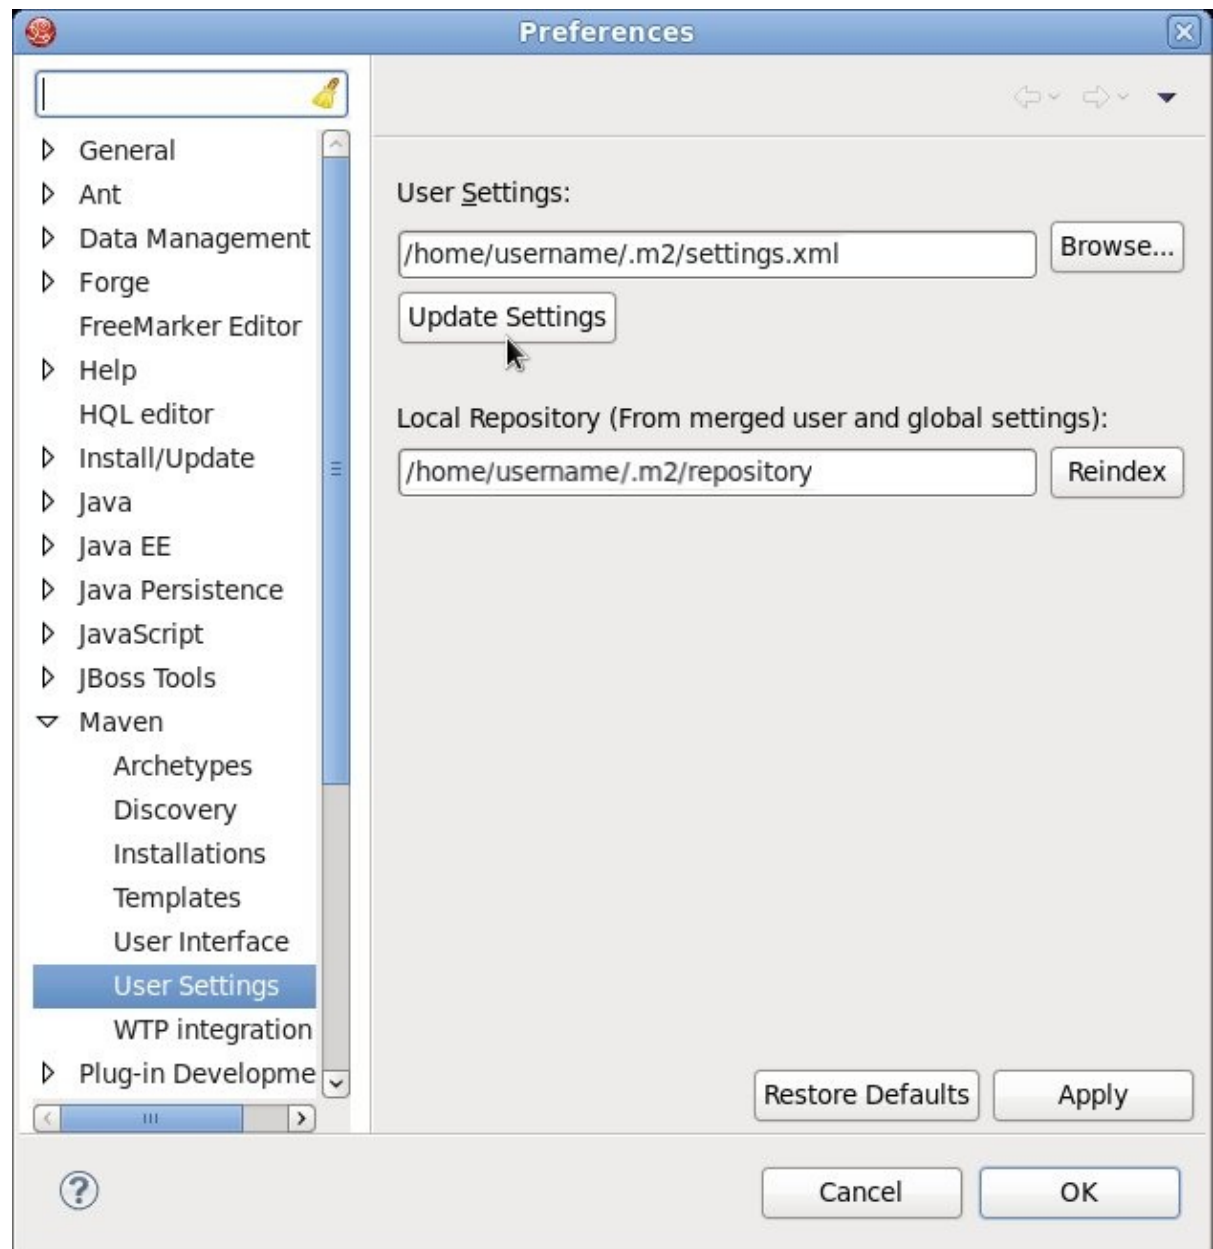 Preferences
General
Ant
Data Management
Forge
FreeMarker Editor
Help
HQL editor
Install/Update
Java
Java EE
Java Persistence
JavaScript
JBoss Tools
Maven
Archetypes
Discovery
Installations
Templates
User Interface
User Settings
WTP integration
Plug-in Developme
User Settings:
/home/username/.m2/settings.xml
Browse...
Update Settings
Local Repository (From merged user and global settings):
/home/username/.m2/repository
Reindex
Restore Defaults
Apply
?
Cancel
OK